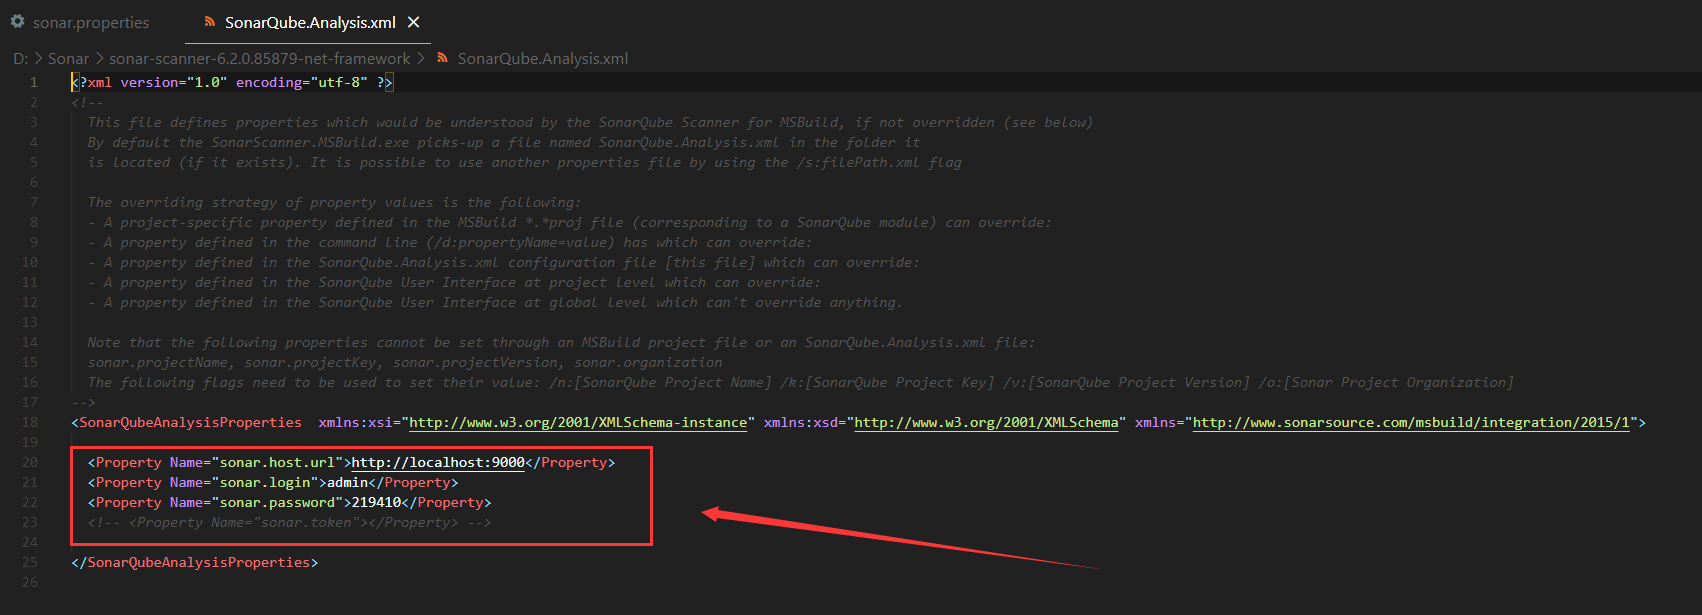 sonar.properties SonarQube.Analysis.xml
D: > Sonar > sonar-scanner-6.2.0.85879-net-framework > SonarQube.Analysis.xml
1 <?xml version="1.0" encoding="utf-8" ?>
2 <!--
3 This file defines properties which would be understood by the SonarQube Scanner for MSBuild, if not overridden (see below)
4 By default the SonarScanner.MSBuild.exe picks-up a file named SonarQube.Analysis.xml in the folder it
5 is located (if it exists). It is possible to use another properties file by using the /s:filePath.xml flag
6
7 The overriding strategy of property values is the following:
8 - A project-specific property defined in the MSBuild *.*proj file (corresponding to a SonarQube module) can override:
9 - A property defined in the command line (/d:propertyName=value) has which can override:
10 - A property defined in the SonarQube.Analysis.xml configuration file [this file] which can override:
11 - A property defined in the SonarQube User Interface at project level which can override:
12 - A property defined in the SonarQube User Interface at global level which can't override anything.
13
14 Note that the following properties cannot be set through an MSBuild project file or an SonarQube.Analysis.xml file:
15 sonar.projectName, sonar.projectKey, sonar.projectVersion, sonar.organization
16 The following flags need to be used to set their value: /n:[SonarQube Project Name] /k:[SonarQube Project Key] /v:[SonarQube Project Version] /o:[Sonar Project Organization]
17 -->
18 <SonarQubeAnalysisProperties  xmlns:xsi="http://www.w3.org/2001/XMLSchema-instance" xmlns:xsd="http://www.w3.org/2001/XMLSchema" xmlns="http://www.sonarsource.com/msbuild/integration/2015/1">
19
20 <Property Name="sonar.host.url">http://localhost:9000</Property>
21 <Property Name="sonar.login">admin</Property>
22 <Property Name="sonar.password">219410</Property>
23 <!-- <Property Name="sonar.token"></Property> -->
24
25 </SonarQubeAnalysisProperties>
26